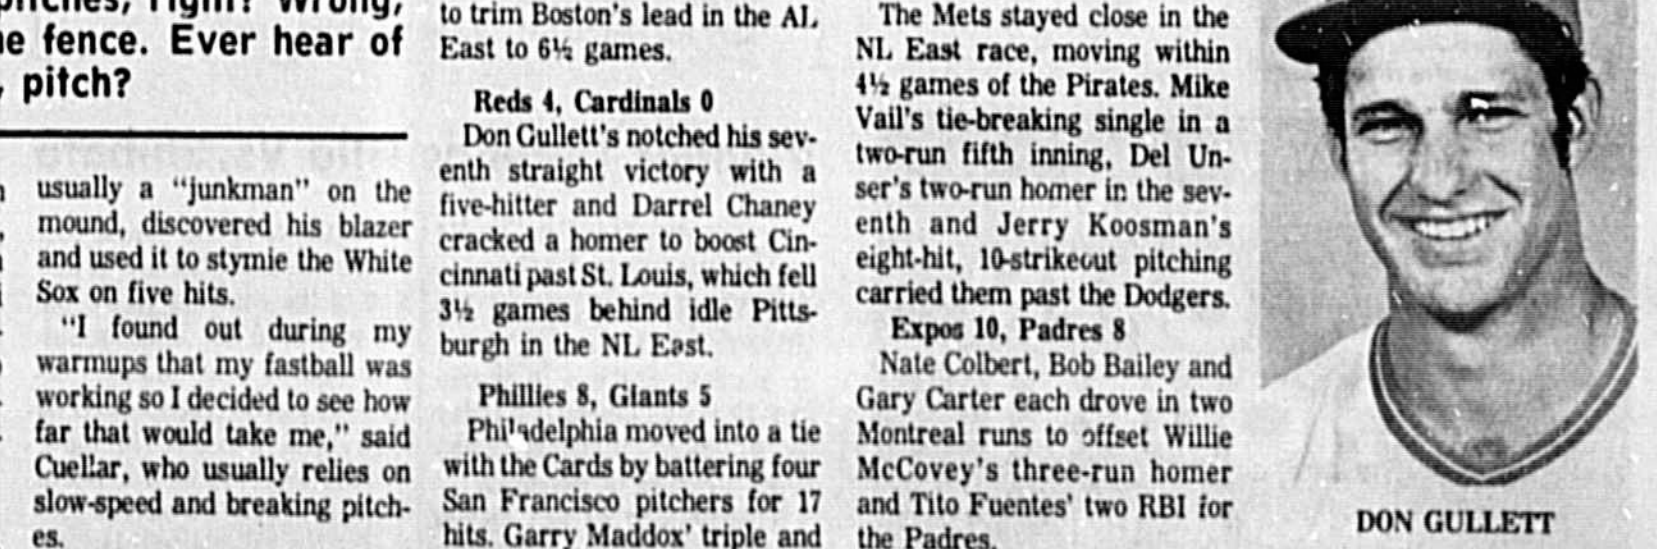 pitches, right? Wrong,
fence. Ever hear of
pitch?
usually a "junkman" on the
mound, discovered his blazer
and used it to stymie the White
Sox on five hits.
"I found out during my
warmups that my fastball was
working so I decided to see how
far that would take me," said
Cuellar, who usually relies on
slow-speed and breaking pitch-
es.
to trim Boston's lead in the AL
East to 6½ games.
Reds 4, Cardinals 0
Don Gullett's notched his sev-
enth straight victory with a
five-hitter and Darrel Chaney
cracked a homer to boost Cin-
cinnati past St. Louis, which fell
3½ games behind idle Pitts-
burgh in the NL East.
Phillies 8, Giants 5
Philadelphia moved into a tie
with the Cards by battering four
San Francisco pitchers for 17
hits. Garry Maddox' triple and
The Mets stayed close in the
NL East race, moving within
4½ games of the Pirates. Mike
Vail's tie-breaking single in a
two-run fifth inning, Del Un-
ser's two-run homer in the sev-
enth and Jerry Koosman's
eight-hit, 10-strikeout pitching
carried them past the Dodgers.
Expos 10, Padres 8
Nate Colbert, Bob Bailey and
Gary Carter each drove in two
Montreal runs to offset Willie
McCovey's three-run homer
and Tito Fuentes' two RBI for
the Padres.
DON GULLETT